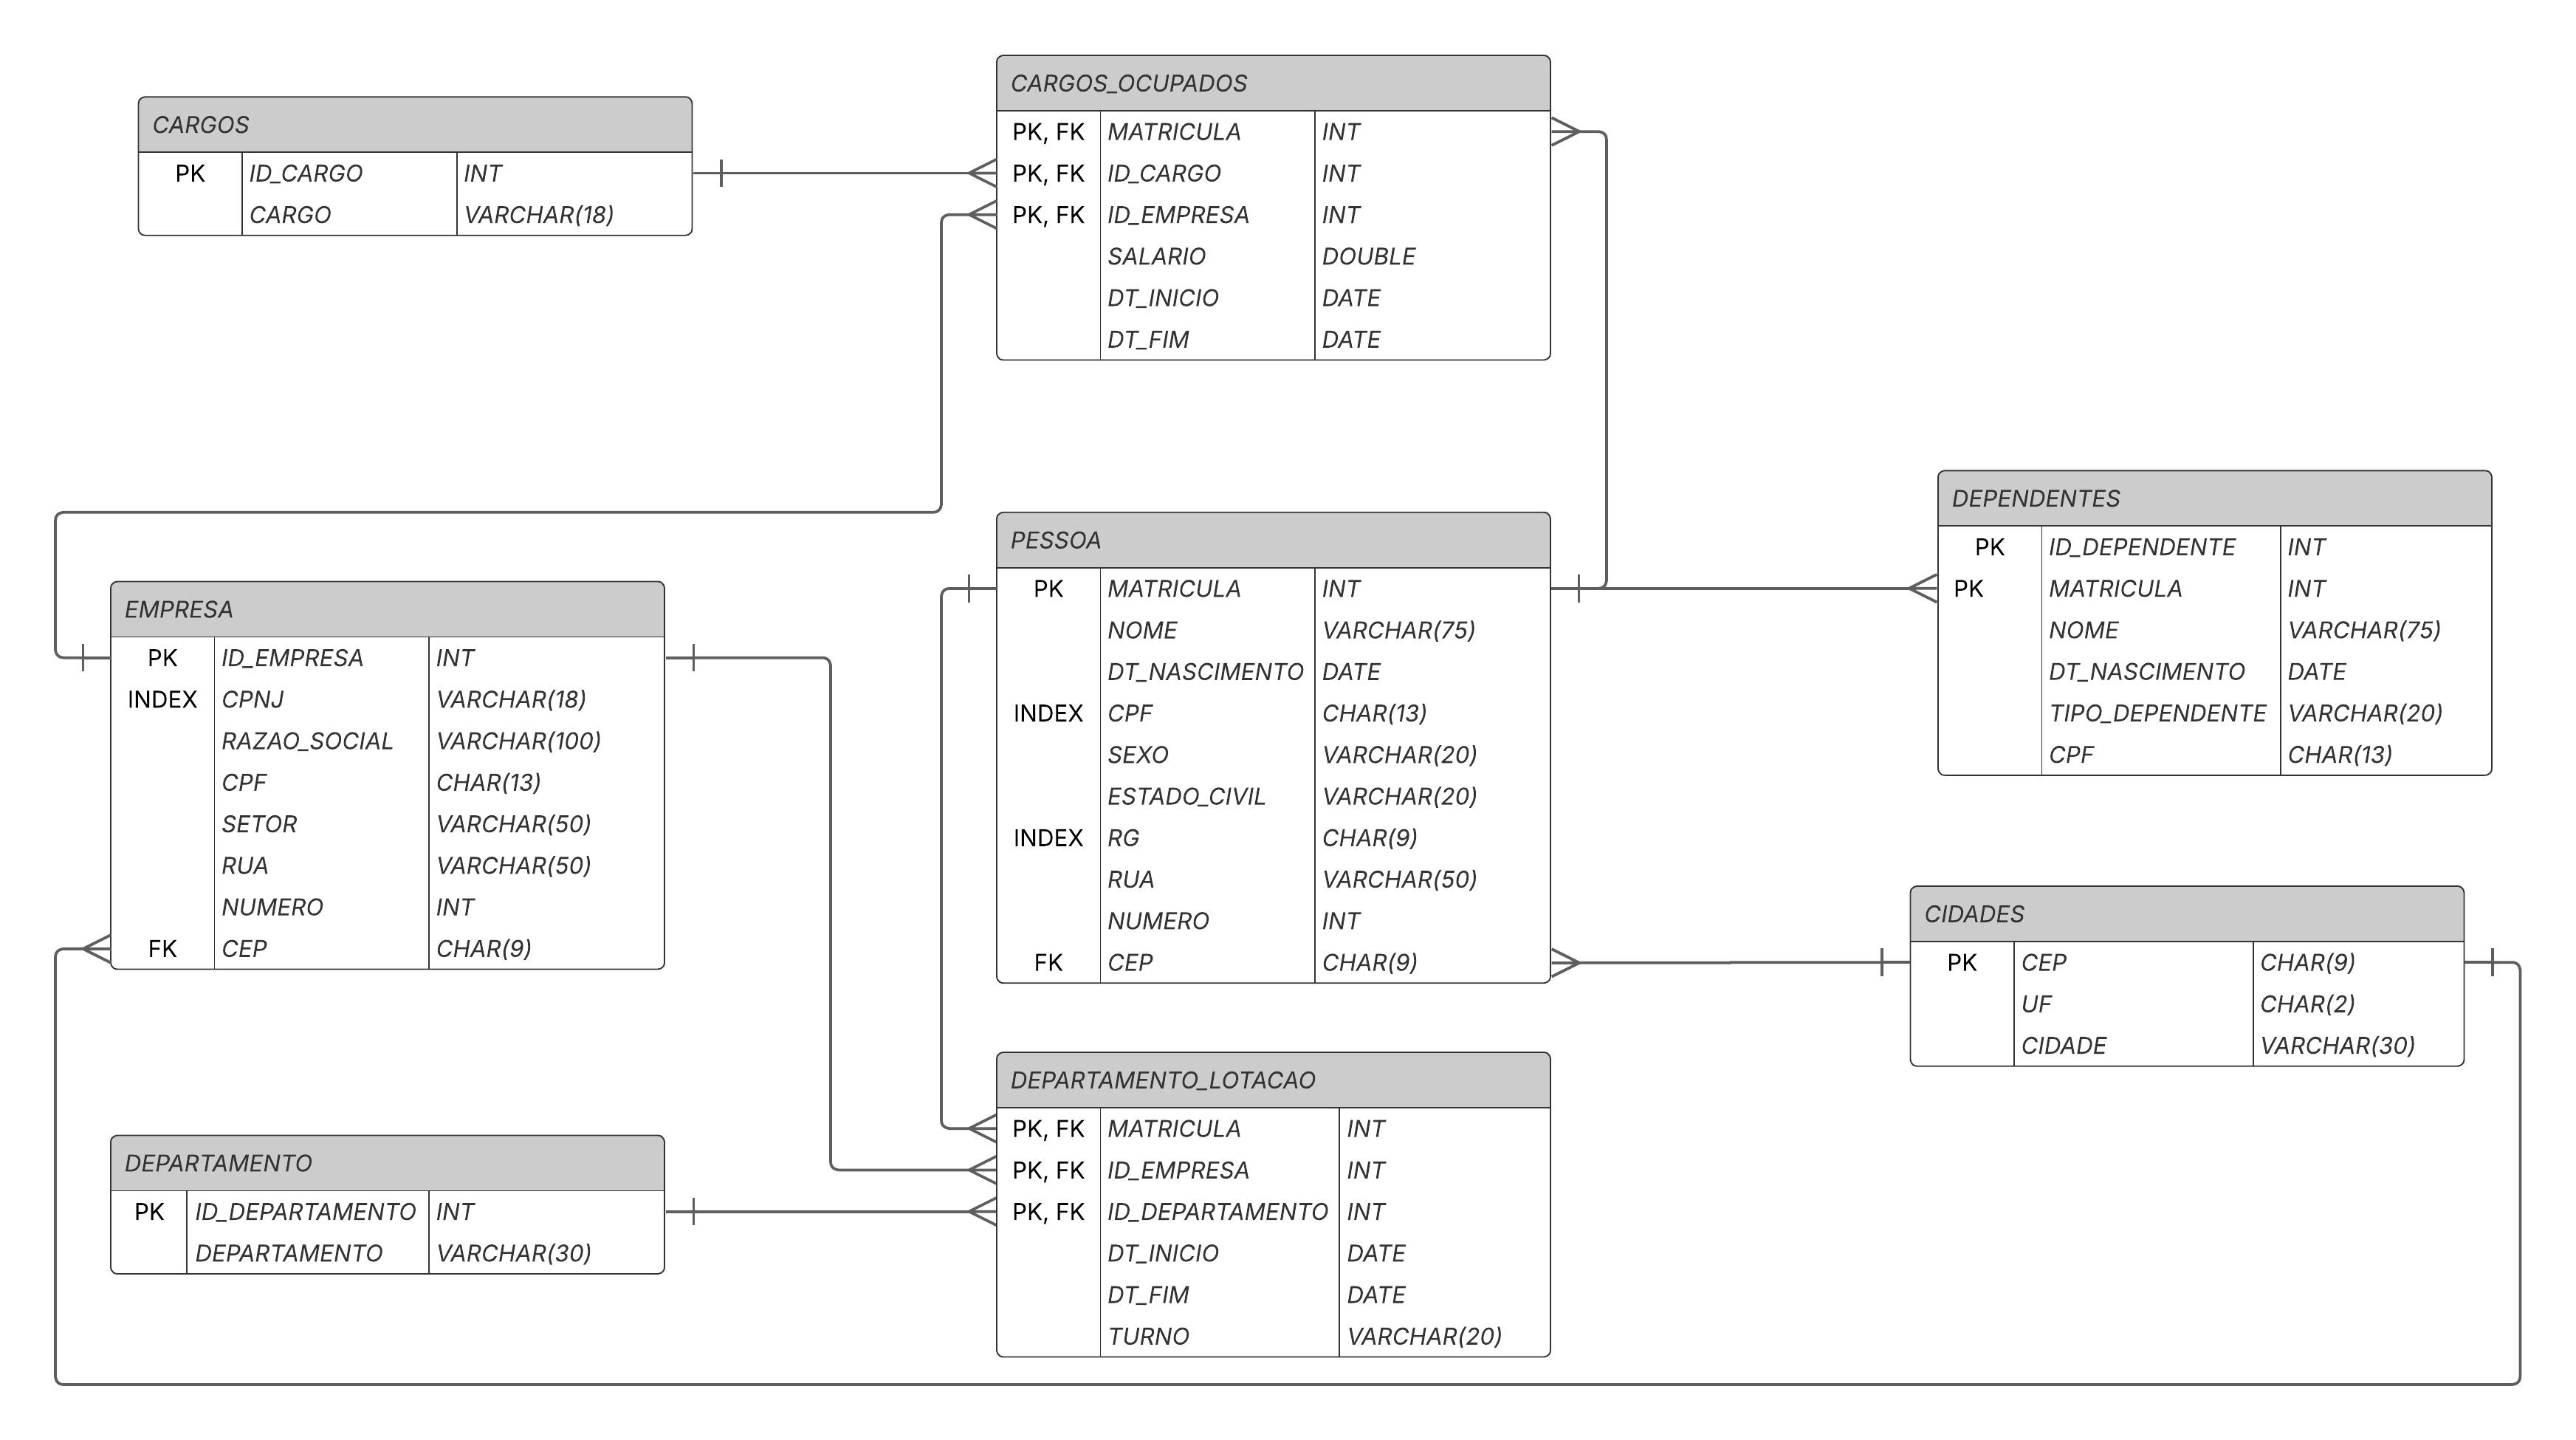 CARGOS
PK ID_CARGO INT
CARGO VARCHAR(18)
CARGOS_OCUPADOS
PK, FK MATRICULA INT
PK, FK ID_CARGO INT
PK, FK ID_EMPRESA INT
SALARIO DOUBLE
DT_INICIO DATE
DT_FIM DATE
EMPRESA
PK ID_EMPRESA INT
INDEX CPNJ VARCHAR(18)
RAZAO_SOCIAL VARCHAR(100)
CPF CHAR(13)
SETOR VARCHAR(50)
RUA VARCHAR(50)
NUMERO INT
FK CEP CHAR(9)
PESSOA
PK MATRICULA INT
NOME VARCHAR(75)
DT_NASCIMENTO DATE
INDEX CPF CHAR(13)
SEXO VARCHAR(20)
ESTADO_CIVIL VARCHAR(20)
INDEX RG CHAR(9)
RUA VARCHAR(50)
NUMERO INT
FK CEP CHAR(9)
DEPENDENTES
PK ID_DEPENDENTE INT
PK MATRICULA INT
NOME VARCHAR(75)
DT_NASCIMENTO DATE
TIPO_DEPENDENTE VARCHAR(20)
CPF CHAR(13)
CIDADES
PK CEP CHAR(9)
UF CHAR(2)
CIDADE VARCHAR(30)
DEPARTAMENTO
PK ID_DEPARTAMENTO INT
DEPARTAMENTO VARCHAR(30)
DEPARTAMENTO_LOTACAO
PK, FK MATRICULA INT
PK, FK ID_EMPRESA INT
PK, FK ID_DEPARTAMENTO INT
DT_INICIO DATE
DT_FIM DATE
TURNO VARCHAR(20)